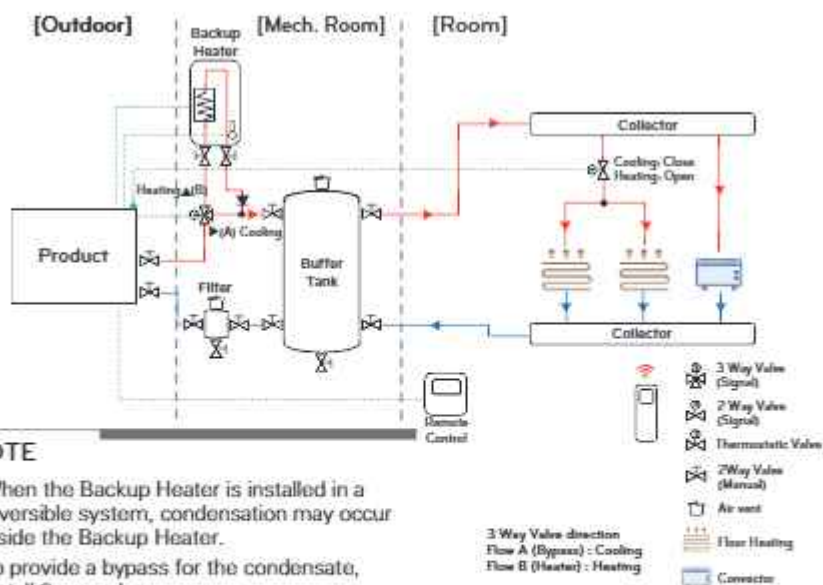 [Outdoor]
[Mech. Room]
[Room]
Backup
Heater
Collector
Cooling: Close
Heating: Open
Heating▲(B)
▶(A) Cooling
Product
Filter
Buffer
Tank
Collector
Remote
Control
3 Way Valve
(Signal)
2 Way Valve
(Signal)
Thermostatic Valve
2Way Valve
(Manual)
Air vent
Floor Heating
Convector
3 Way Valve direction
Flow A (Bypass) : Cooling
Flow B (Heater) : Heating
OTE
When the Backup Heater is installed in a
versible system, condensation may occur
side the Backup Heater.
o provide a bypass for the condensate,